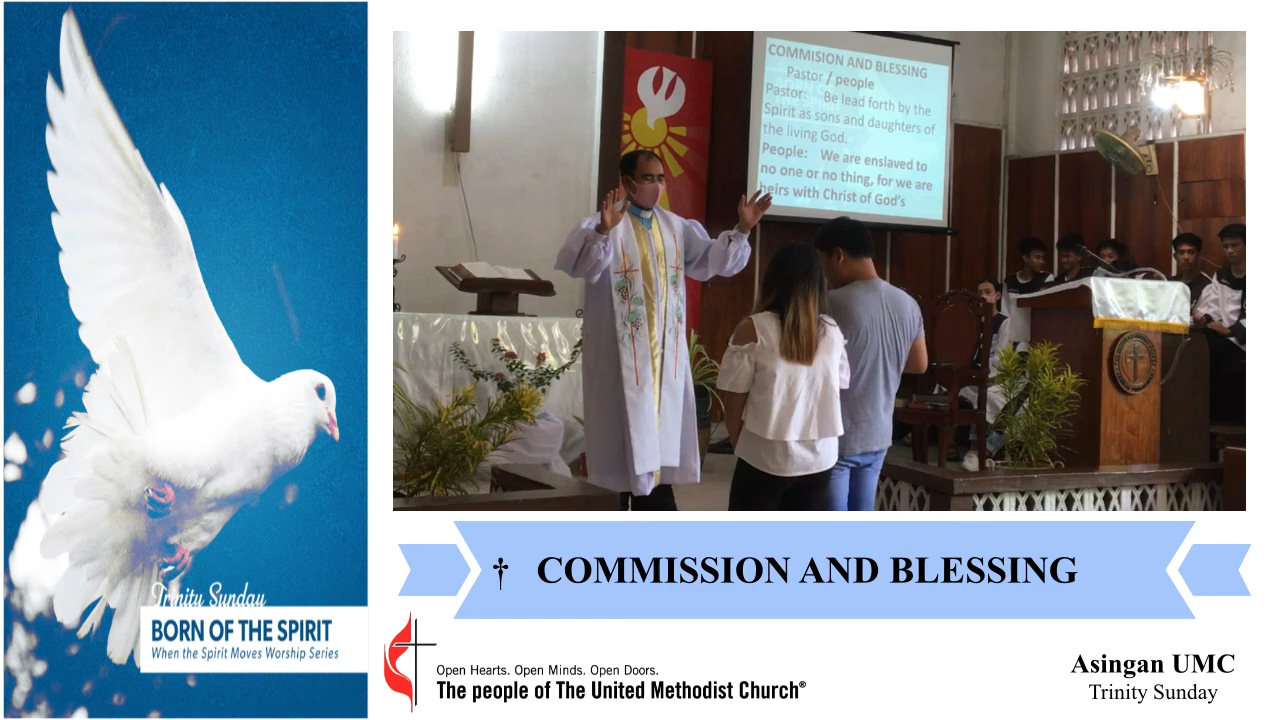 COMMISION AND BLESSING
Pastor / people
Pastor: Be lead forth by the
Spirit as sons and daughters of
the living God.
People: We are enslaved to
no one or no thing, for we are
heirs with Christ of God's
† COMMISSION AND BLESSING
Trinity Sunday
BORN OF THE SPIRIT
When the Spirit Moves Worship Series
Open Hearts. Open Minds. Open Doors.
The people of The United Methodist Church®
Asingan UMC
Trinity Sunday